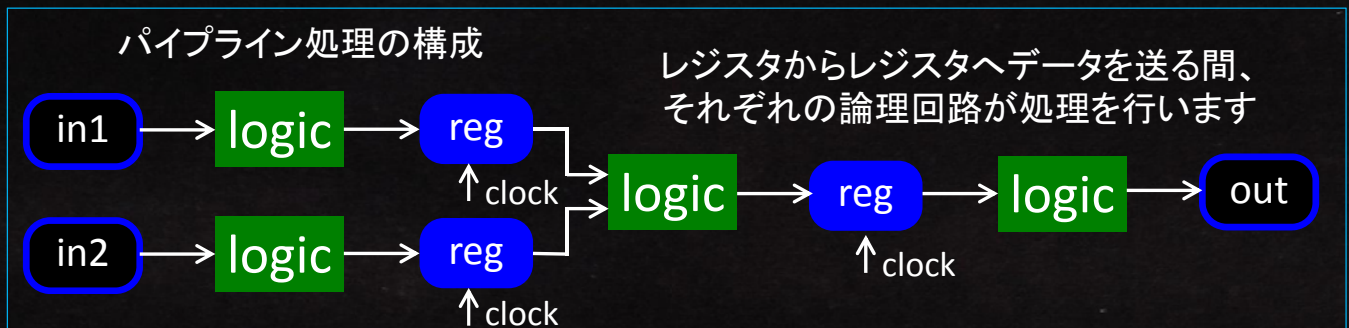 パイプライン処理の構成
レジスタからレジスタへデータを送る間、
それぞれの論理回路が処理を行います
in1
logic
reg
clock
in2
logic
reg
clock
logic
reg
clock
logic
out